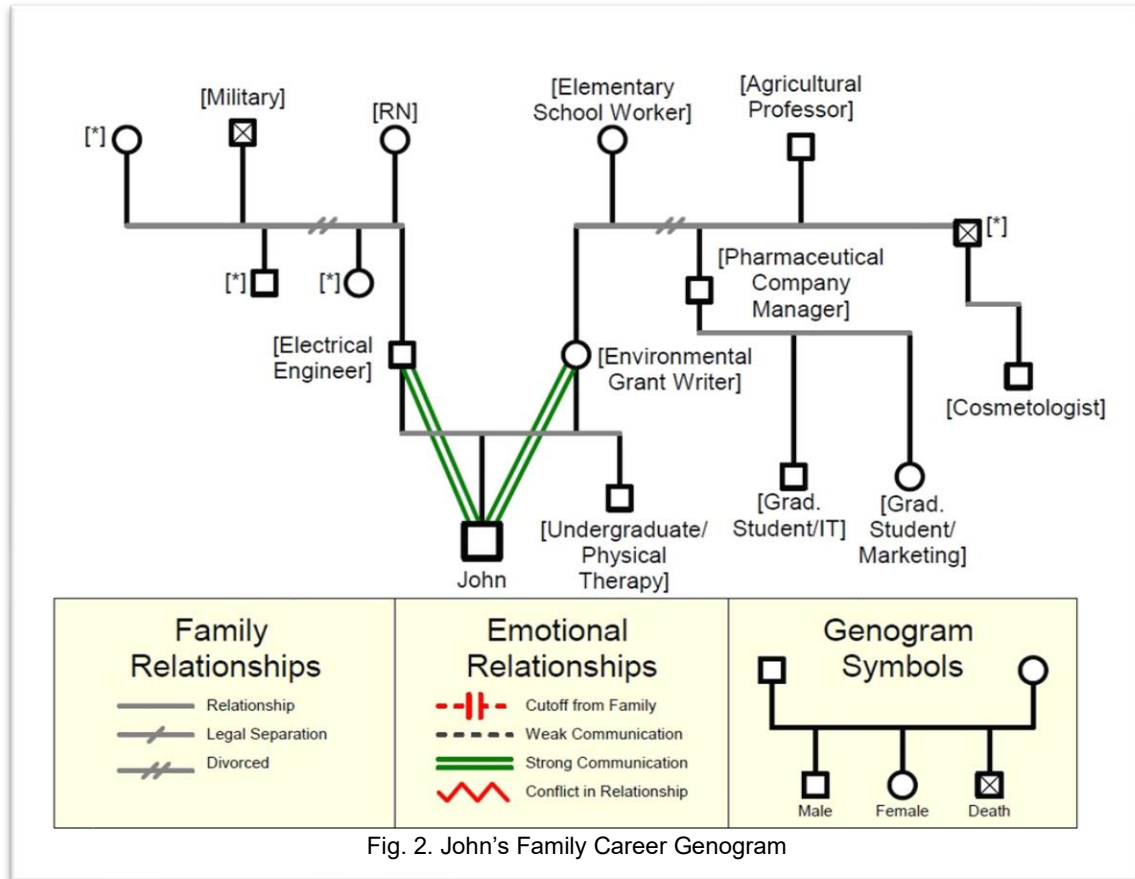 [*]
[Military]
[RN]
[Elementary
School Worker]
[Agricultural
Professor]
[*]
[*]
[*]
[Pharmaceutical
Company
Manager]
[Electrical
Engineer]
[Environmental
Grant Writer]
[Cosmetologist]
John
[Undergraduate/
Physical
Therapy]
[Grad.
Student/IT]
[Grad.
Student/
Marketing]
Family
Relationships
Relationship
Legal Separation
Divorced
Emotional
Relationships
Cutoff from Family
Weak Communication
Strong Communication
Conflict in Relationship
Genogram
Symbols
Male
Female
Death
Fig. 2. John’s Family Career Genogram